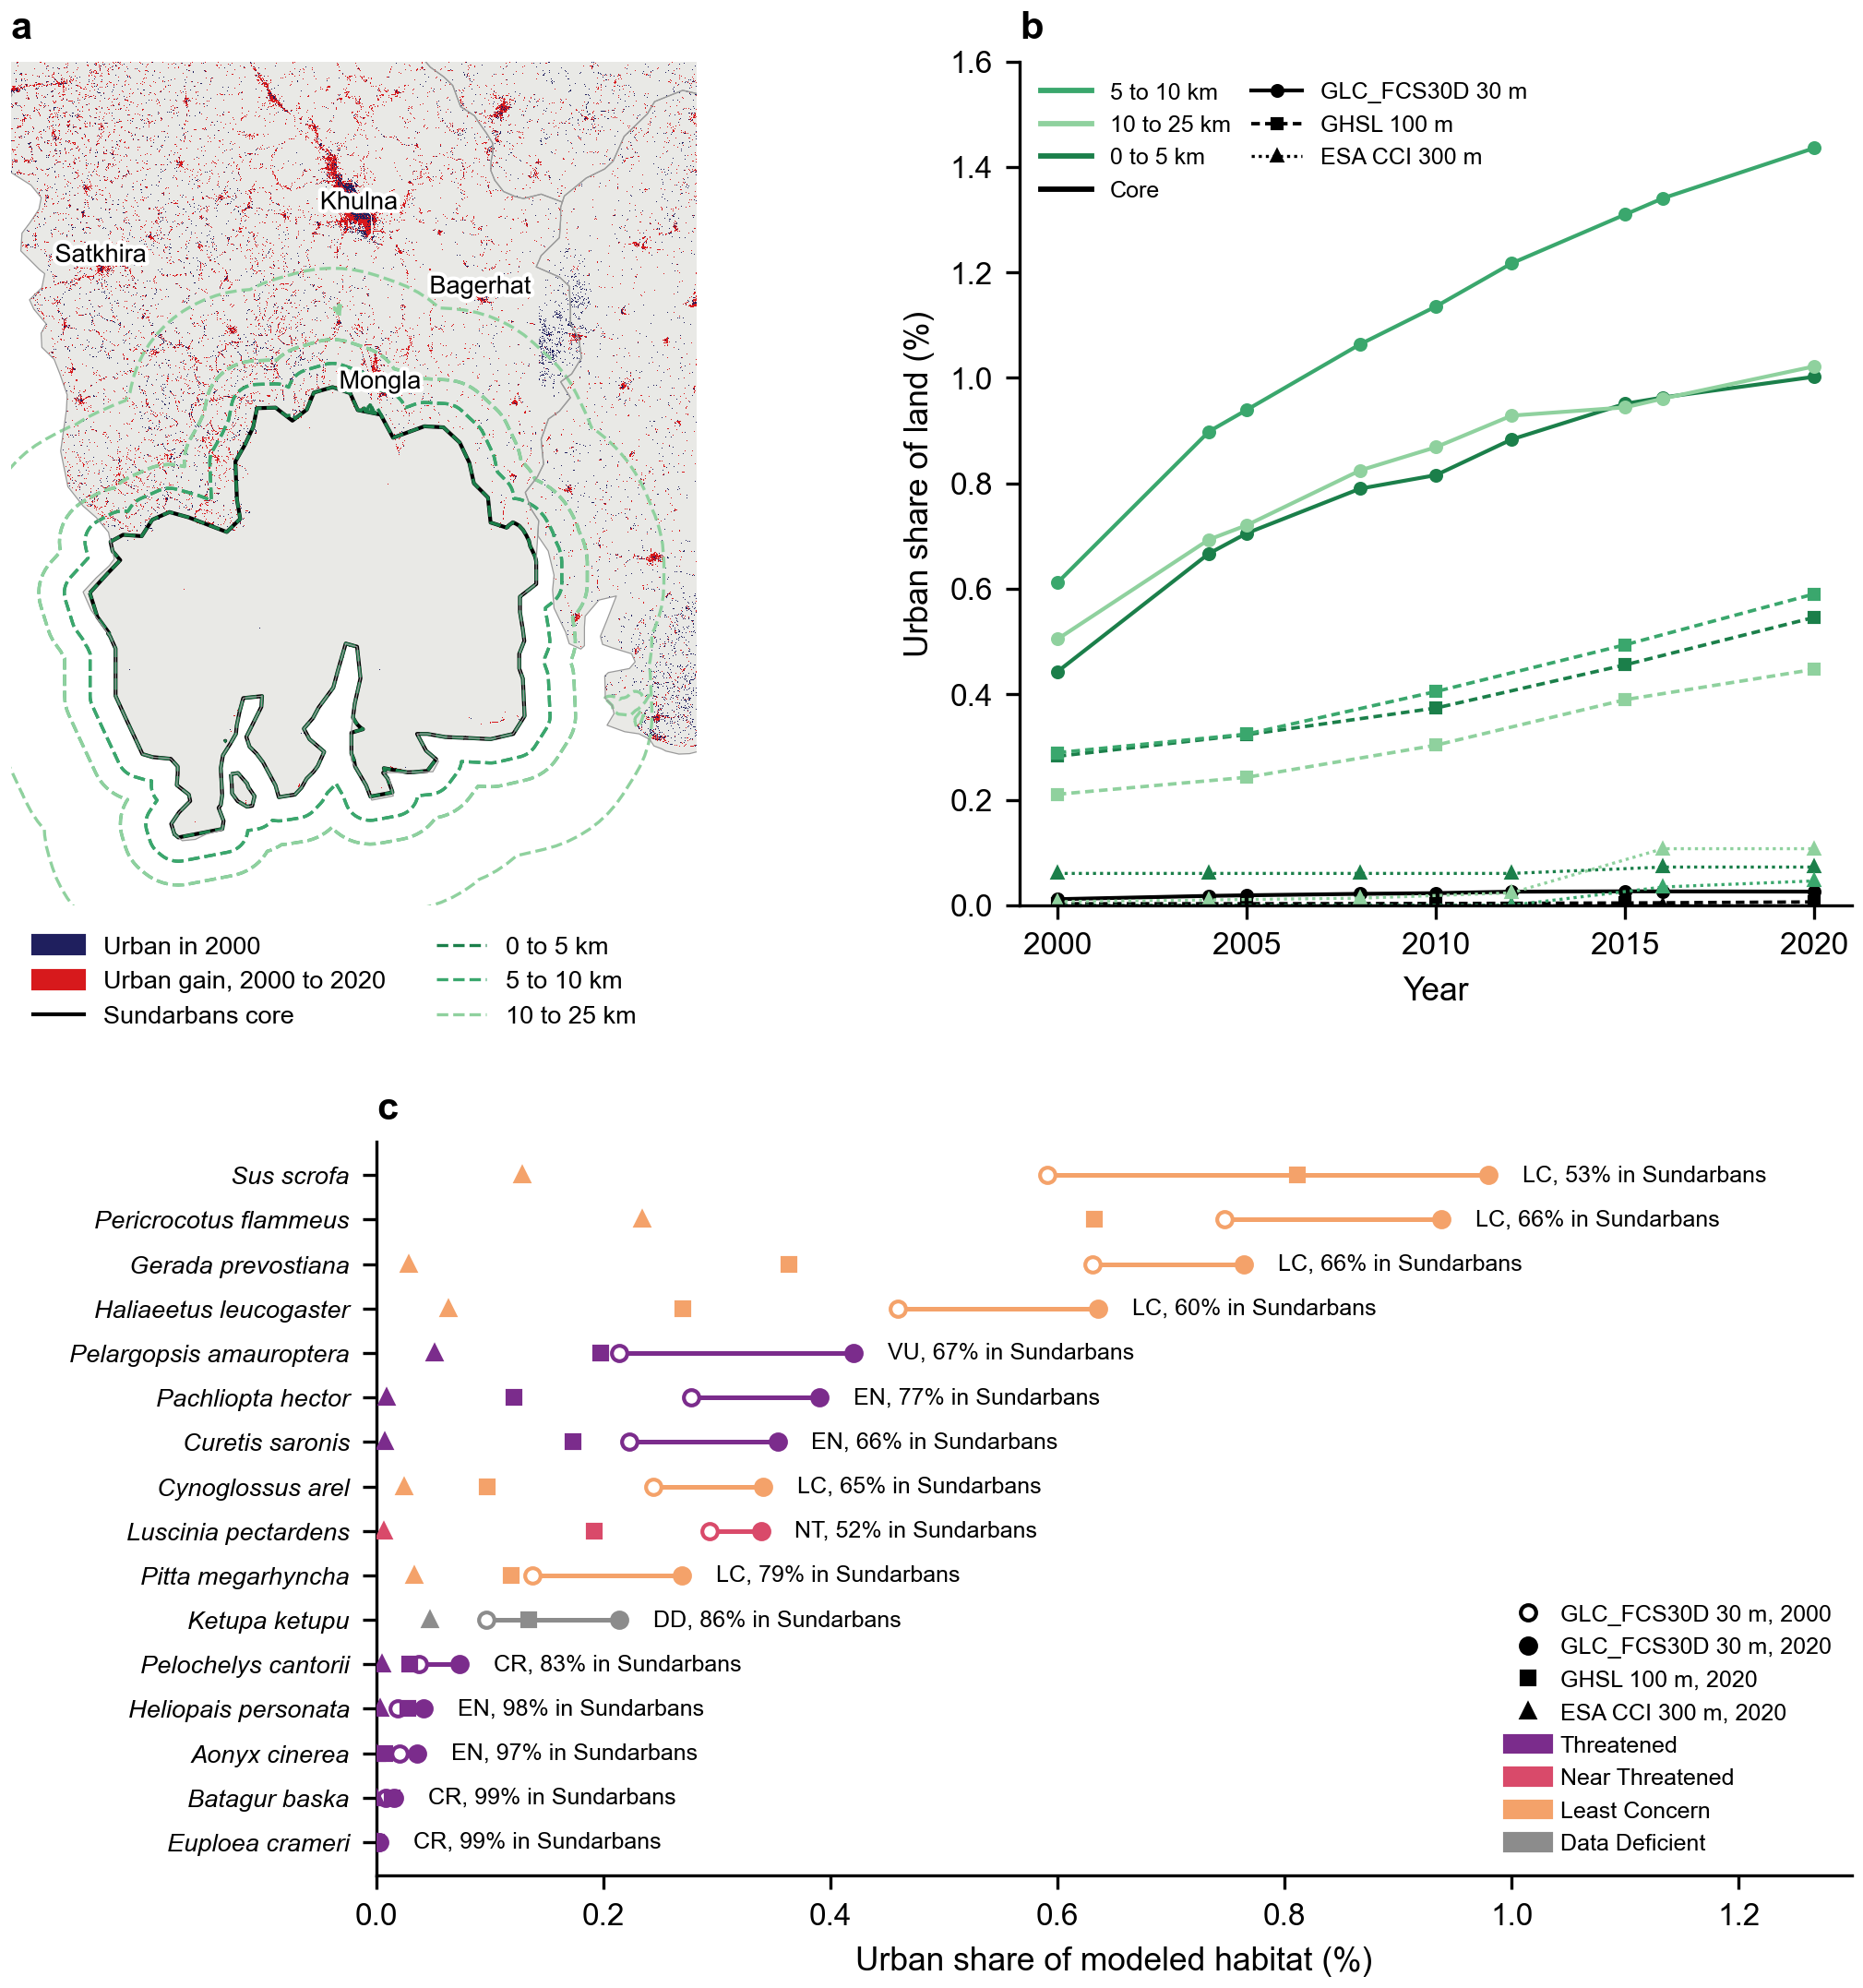 a
Khulna
Satkhira
Bagerhat
Mongla
Urban in 2000
Urban gain, 2000 to 2020
Sundarbans core
0 to 5 km
5 to 10 km
10 to 25 km
b
Urban share of land (%)
1.6
1.4
1.2
1.0
0.8
0.6
0.4
0.2
0.0
5 to 10 km
10 to 25 km
0 to 5 km
Core
GLC_FCS30D 30 m
GHSL 100 m
ESA CCI 300 m
2000 2005 2010 2015 2020
Year
c
Sus scrofa LC, 53% in Sundarbans
Pericrocotus flammeus LC, 66% in Sundarbans
Gerada prevostiana LC, 66% in Sundarbans
Haliaeetus leucogaster LC, 60% in Sundarbans
Pelargopsis amauroptera VU, 67% in Sundarbans
Pachliopta hector EN, 77% in Sundarbans
Curetis saronis EN, 66% in Sundarbans
Cynoglossus arel LC, 65% in Sundarbans
Luscinia pectardens NT, 52% in Sundarbans
Pitta megarhyncha LC, 79% in Sundarbans
Ketupa ketupu DD, 86% in Sundarbans
Pelochelys cantorii CR, 83% in Sundarbans
Heliopais personata EN, 98% in Sundarbans
Aonyx cinerea EN, 97% in Sundarbans
Batagur baska CR, 99% in Sundarbans
Euploea crameri CR, 99% in Sundarbans
GLC_FCS30D 30 m, 2000
GLC_FCS30D 30 m, 2020
GHSL 100 m, 2020
ESA CCI 300 m, 2020
Threatened
Near Threatened
Least Concern
Data Deficient
0.0 0.2 0.4 0.6 0.8 1.0 1.2
Urban share of modeled habitat (%)